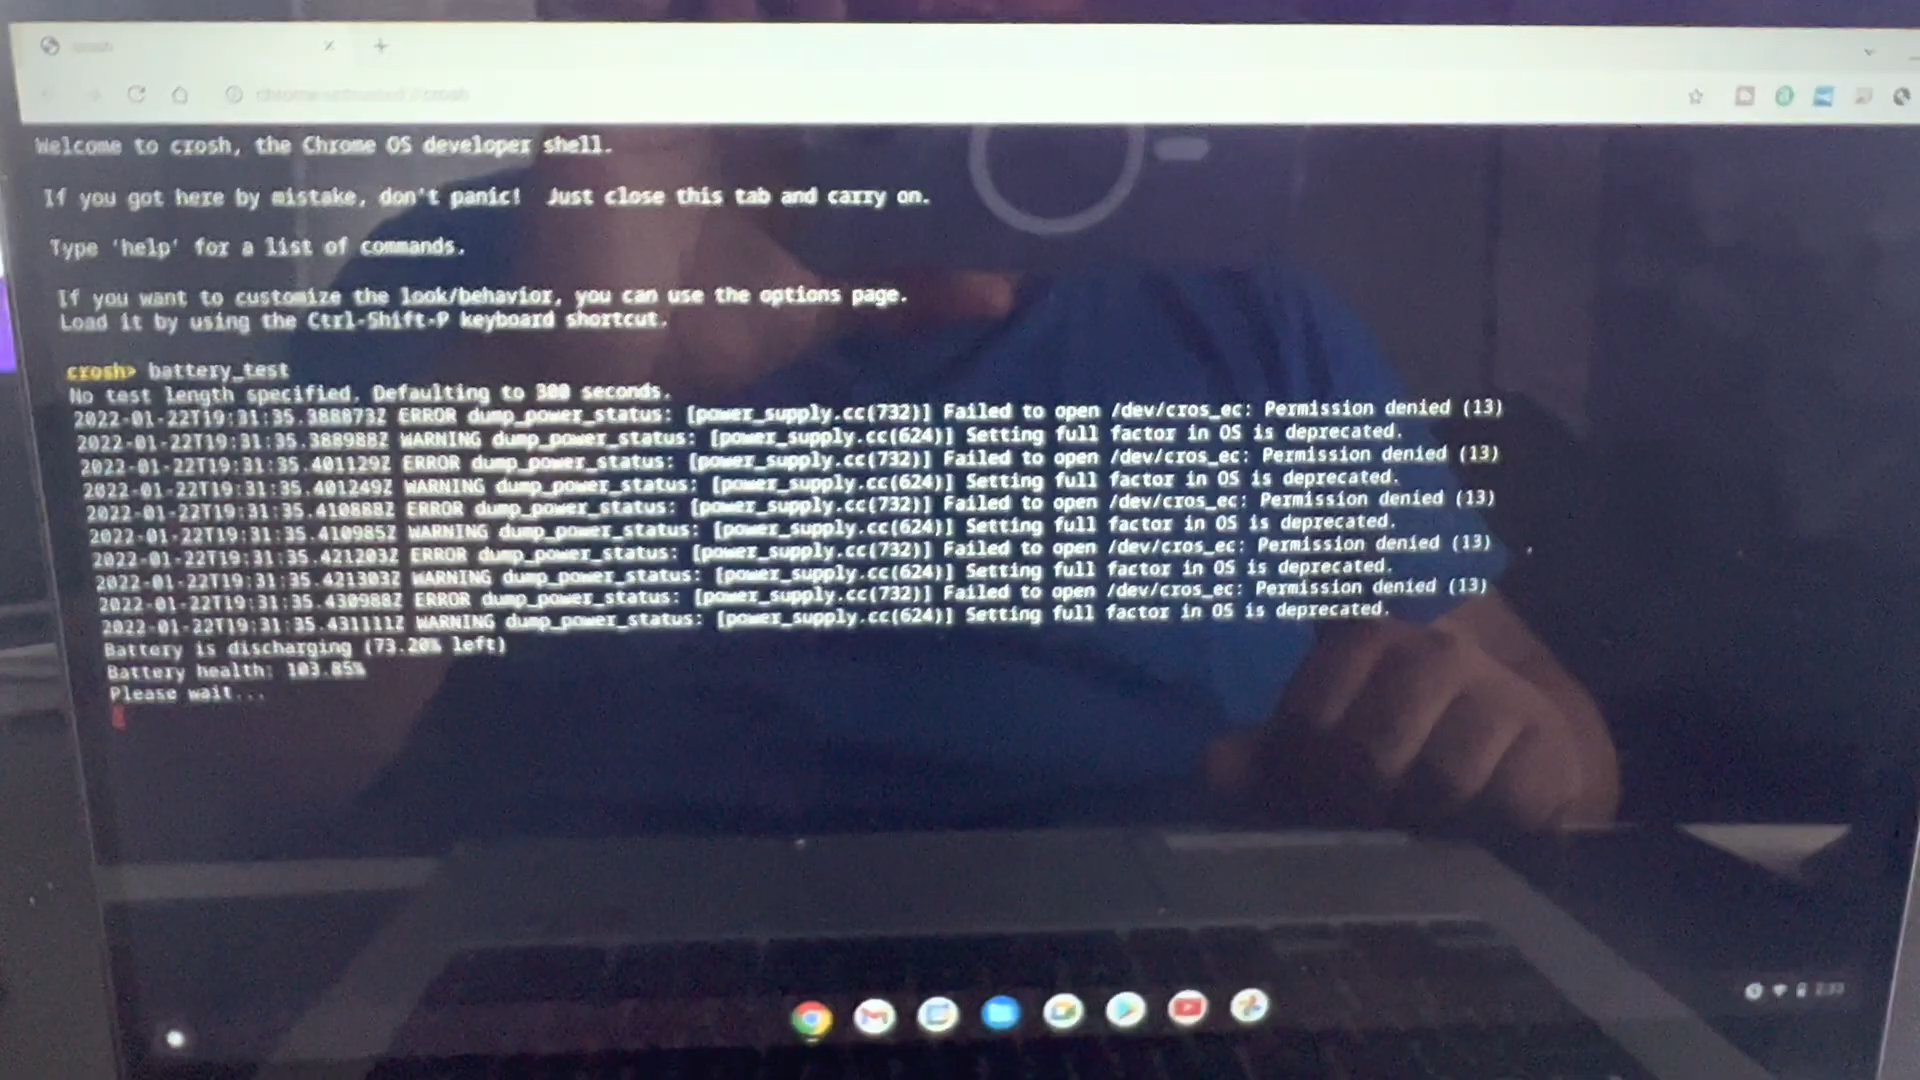 crosh
chrome-untrusted://crosh
Welcome to crosh, the Chrome OS developer shell.
If you got here by mistake, don't panic!  Just close this tab and carry on.
Type 'help' for a list of commands.
If you want to customize the look/behavior, you can use the options page.
Load it by using the Ctrl-Shift-P keyboard shortcut.
crosh> battery_test
No test length specified. Defaulting to 300 seconds.
2022-01-22T19:31:35.388873Z ERROR dump_power_status: [power_supply.cc(732)] Failed to open /dev/cros_ec: Permission denied (13)
2022-01-22T19:31:35.388988Z WARNING dump_power_status: [power_supply.cc(624)] Setting full factor in OS is deprecated.
2022-01-22T19:31:35.401129Z ERROR dump_power_status: [power_supply.cc(732)] Failed to open /dev/cros_ec: Permission denied (13)
2022-01-22T19:31:35.401249Z WARNING dump_power_status: [power_supply.cc(624)] Setting full factor in OS is deprecated.
2022-01-22T19:31:35.410888Z ERROR dump_power_status: [power_supply.cc(732)] Failed to open /dev/cros_ec: Permission denied (13)
2022-01-22T19:31:35.410985Z WARNING dump_power_status: [power_supply.cc(624)] Setting full factor in OS is deprecated.
2022-01-22T19:31:35.421203Z ERROR dump_power_status: [power_supply.cc(732)] Failed to open /dev/cros_ec: Permission denied (13)
2022-01-22T19:31:35.421303Z WARNING dump_power_status: [power_supply.cc(624)] Setting full factor in OS is deprecated.
2022-01-22T19:31:35.430988Z ERROR dump_power_status: [power_supply.cc(732)] Failed to open /dev/cros_ec: Permission denied (13)
2022-01-22T19:31:35.431111Z WARNING dump_power_status: [power_supply.cc(624)] Setting full factor in OS is deprecated.
Battery is discharging (73.20% left)
Battery health: 103.85%
Please wait...
2:33